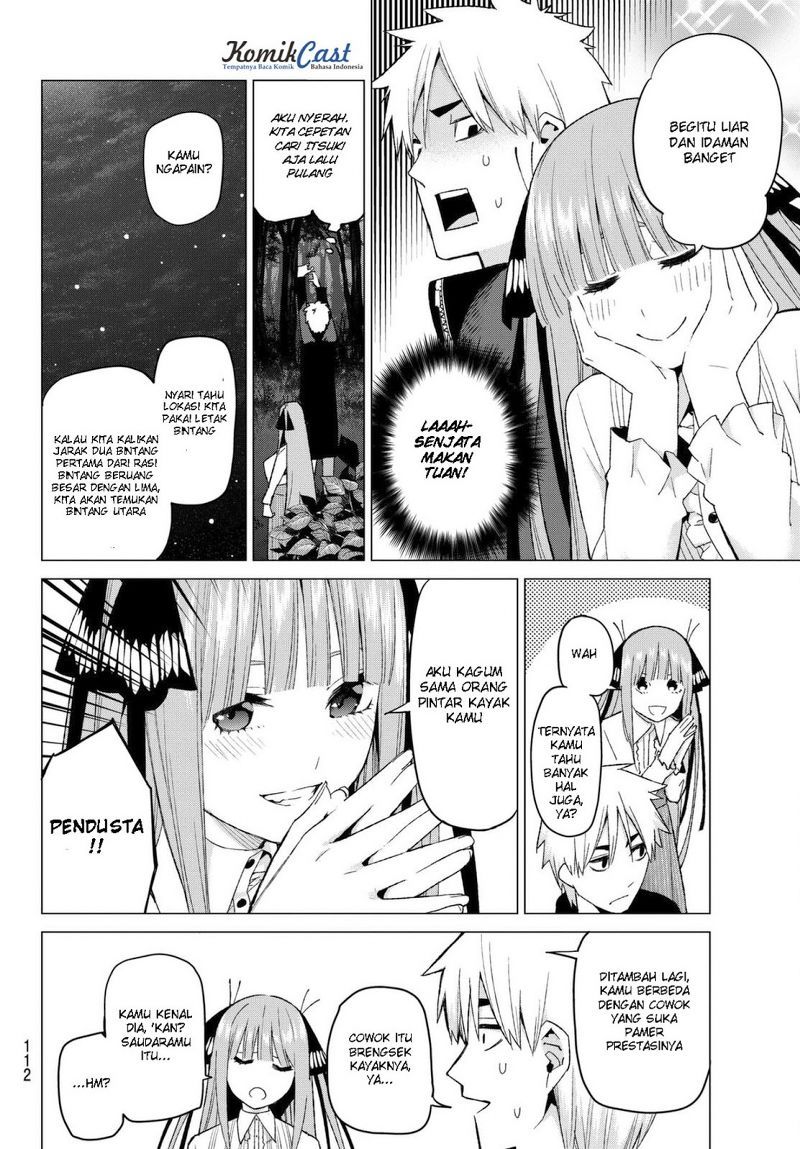 KomikCast
Tempatnya Baca Komik Bahasa Indonesia
BEGITU LIAR
DAN IDAMAN
BANGET
LAAAH-
SENJATA
MAKAN
TUAN!
AKU NYERAH.
KITA CEPETAN
CARI ITSUKI
AJA LALU
PULANG
KAMU
NGAPAIN?
NYARI TAHU
LOKASI KITA
PAKAI LETAK
BINTANG
KALAU KITA KALIKAN
JARAK DUA BINTANG
PERTAMA DARI RASI
BINTANG BERUANG
BESAR DENGAN LIMA,
KITA AKAN TEMUKAN
BINTANG UTARA
WAH
TERNYATA
KAMU
TAHU
BANYAK
HAL
JUGA,
YA?
AKU KAGUM
SAMA ORANG
PINTAR KAYAK
KAMU
PENDUSTA
!!
DITAMBAH LAGI,
KAMU BERBEDA
DENGAN COWOK
YANG SUKA
PAMER
PRESTASINYA
COWOK ITU
BRENGSEK
KAYAKNYA,
YA...
KAMU KENAL
DIA, 'KAN?
SAUDARAMU
ITU...
...HM?
112